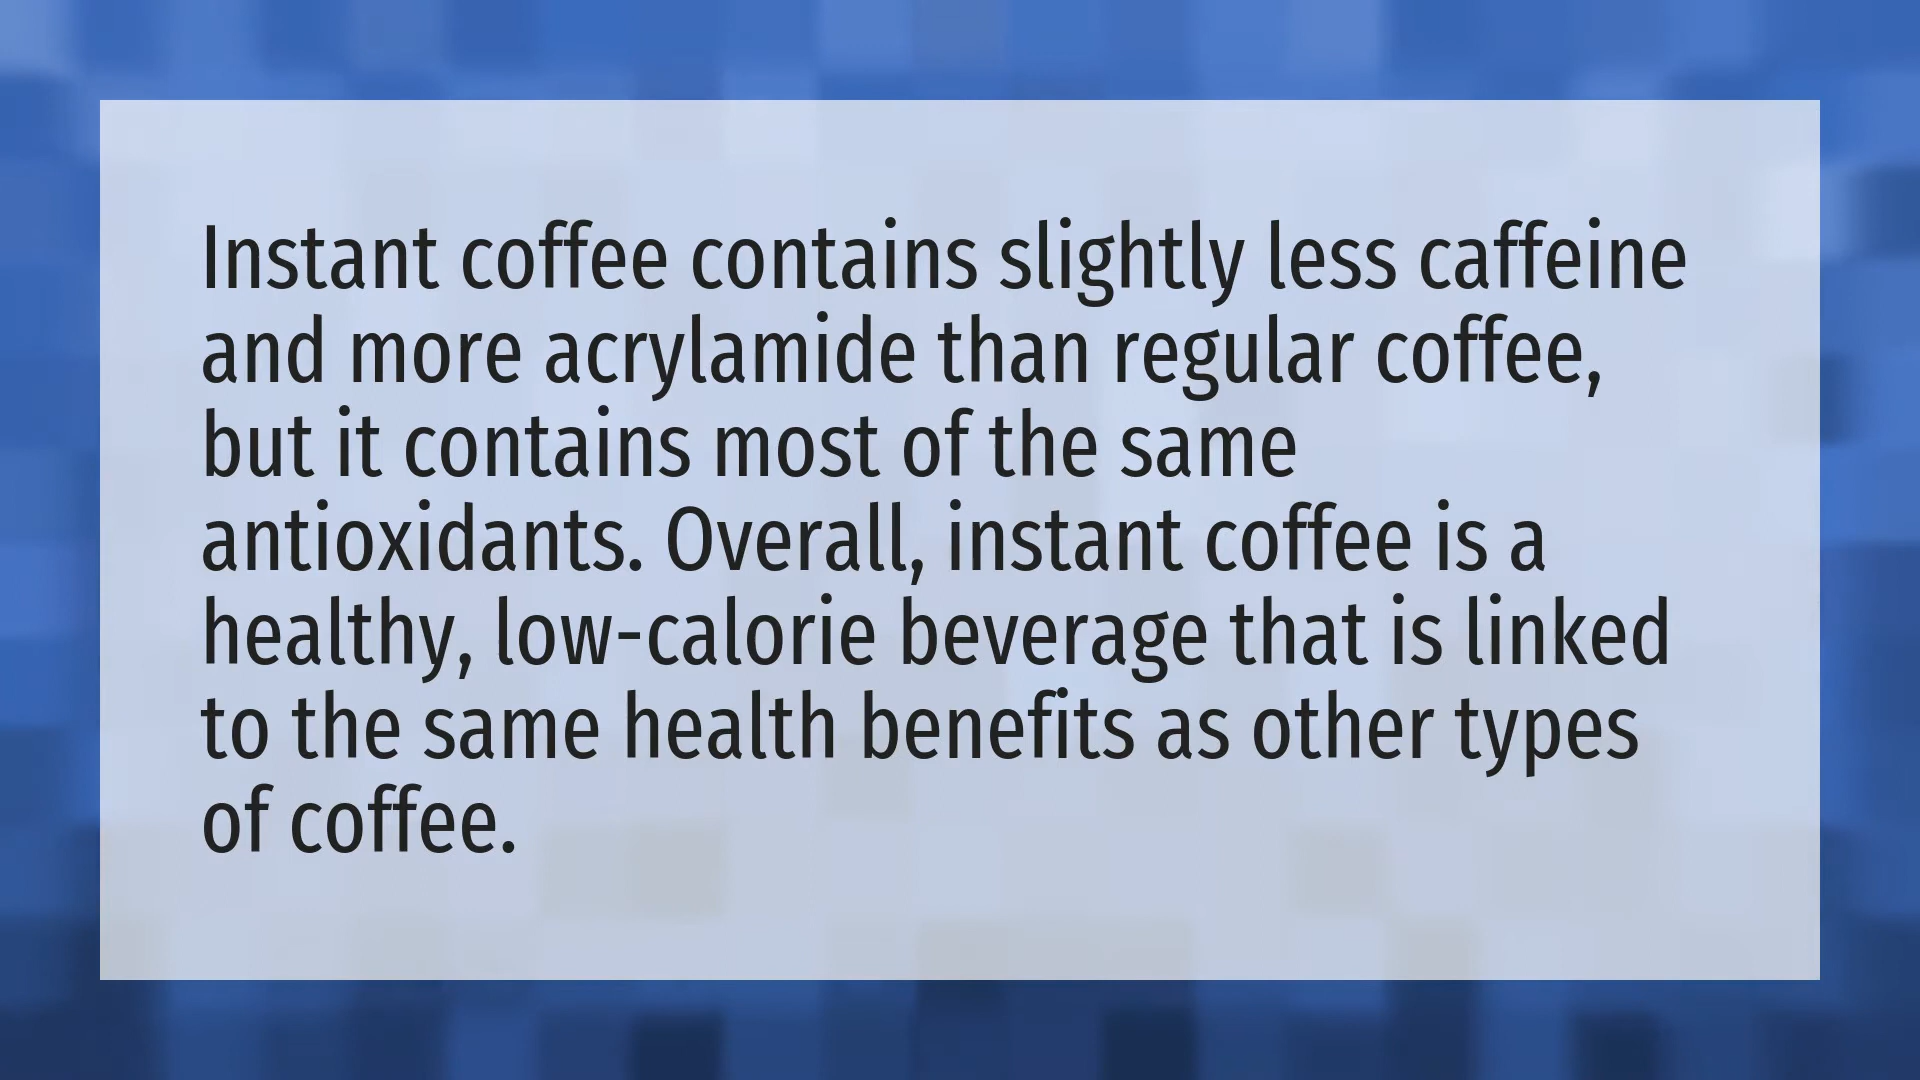 Instant coffee contains slightly less caffeine
and more acrylamide than regular coffee,
but it contains most of the same
antioxidants. Overall, instant coffee is a
healthy, low-calorie beverage that is linked
to the same health benefits as other types
of coffee.